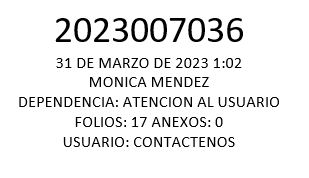 2023007036
31 DE MARZO DE 2023 1:02
MONICA MENDEZ
DEPENDENCIA: ATENCION AL USUARIO
FOLIOS: 17 ANEXOS: 0
USUARIO: CONTACTENOS